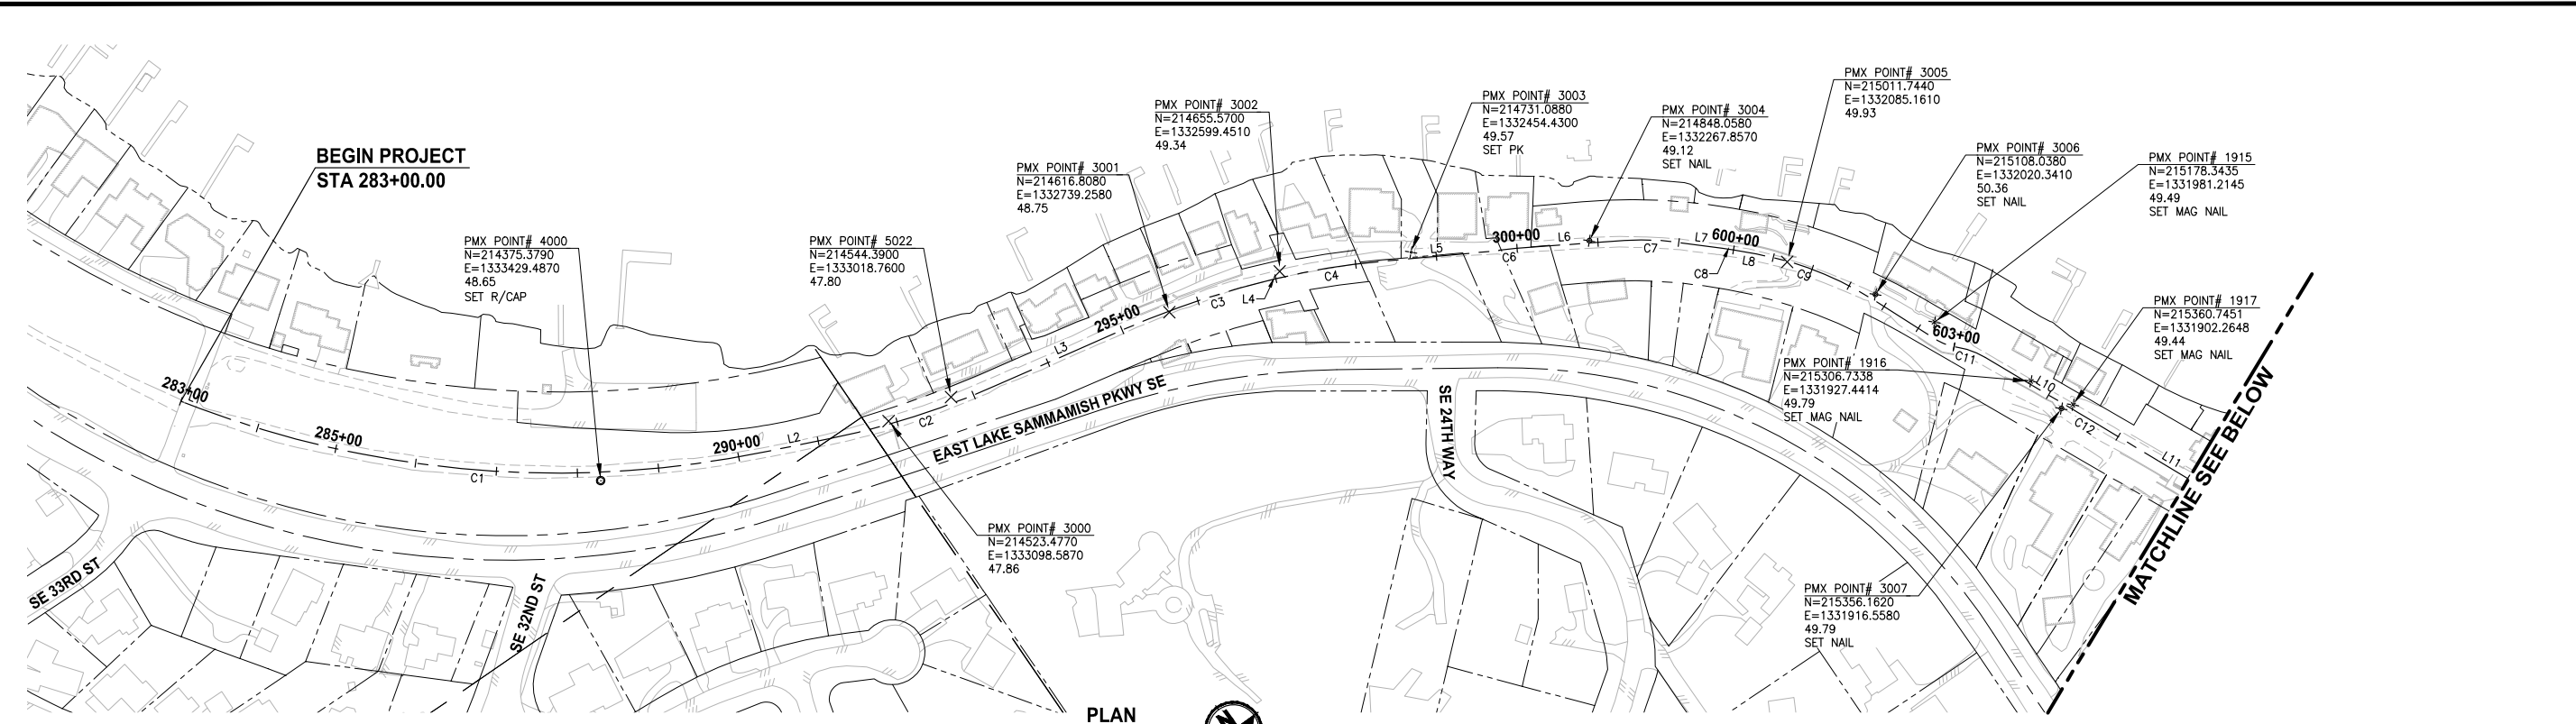 BEGIN PROJECT
STA 283+00.00
PMX POINT# 4000
N=214375.3790
E=1333429.4870
48.65
SET R/CAP
PMX POINT# 5022
N=214544.3900
E=1333018.7600
47.80
PMX POINT# 3001
N=214616.8080
E=1332739.2580
48.75
PMX POINT# 3002
N=214655.5700
E=1332599.4510
49.34
PMX POINT# 3003
N=214731.0880
E=1332454.4300
49.57
SET PK
PMX POINT# 3004
N=214848.0580
E=1332267.8570
49.12
SET NAIL
PMX POINT# 3005
N=215011.7440
E=1332085.1610
49.93
PMX POINT# 3006
N=215108.0380
E=1332020.3410
50.36
SET NAIL
PMX POINT# 1915
N=215178.3435
E=1331981.2145
49.49
SET MAG NAIL
PMX POINT# 1917
N=215360.7451
E=1331902.2648
49.44
SET MAG NAIL
PMX POINT# 1916
N=215306.7338
E=1331927.4414
49.79
SET MAG NAIL
PMX POINT# 3007
N=215356.1620
E=1331916.5580
49.79
SET NAIL
PMX POINT# 3000
N=214523.4770
E=1333098.5870
47.86
283+00
285+00
C1
290+00
L2
C2
L3
295+00
C3
L4
C4
L5
300+00
C6
L6
C7
L7
600+00
C8
L8
C9
603+00
C11
L10
C12
L11
EAST LAKE SAMMAMISH PKWY SE
SE 24TH WAY
SE 33RD ST
SE 32ND ST
MATCHLINE SEE BELOW
PLAN
N